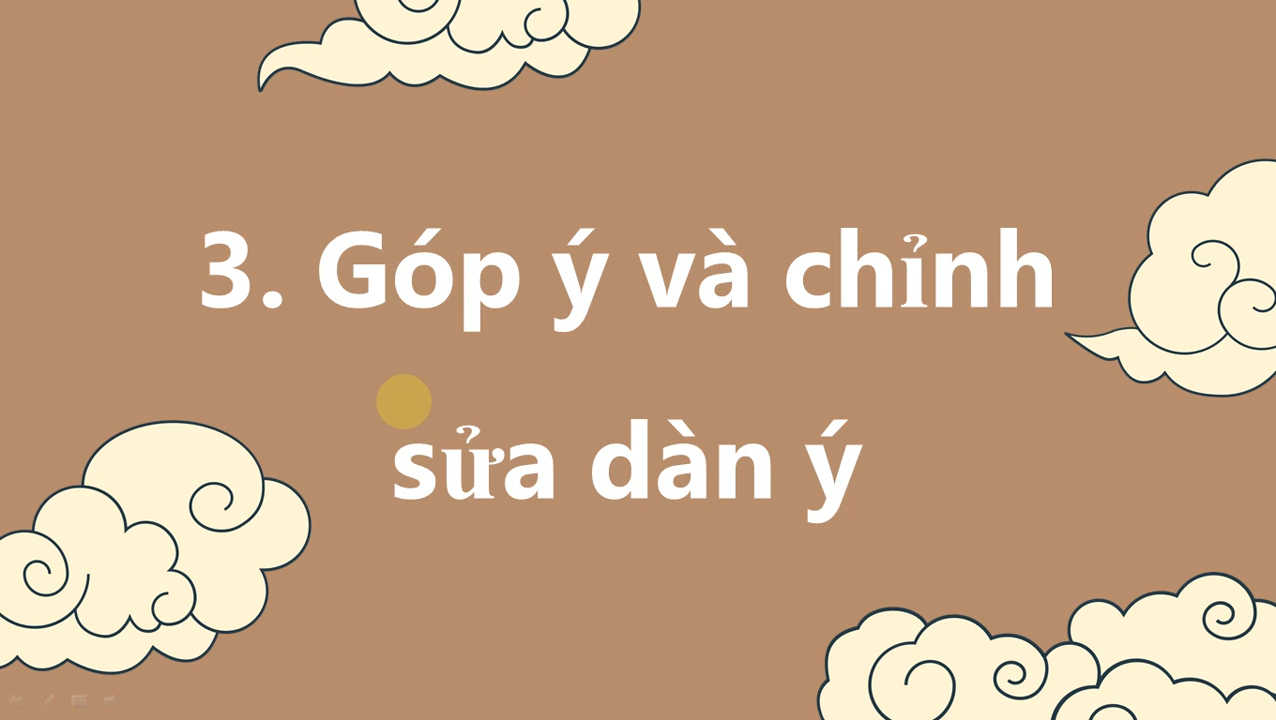 3. Góp ý và chỉnh
sửa dàn ý